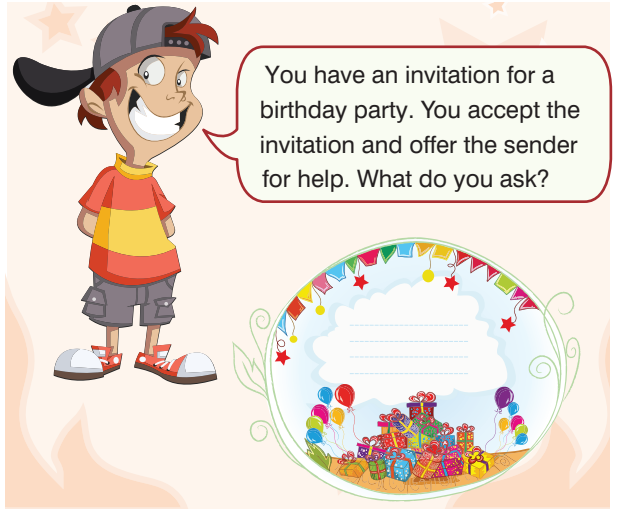 You have an invitation for a
birthday party. You accept the
invitation and offer the sender
for help. What do you ask?